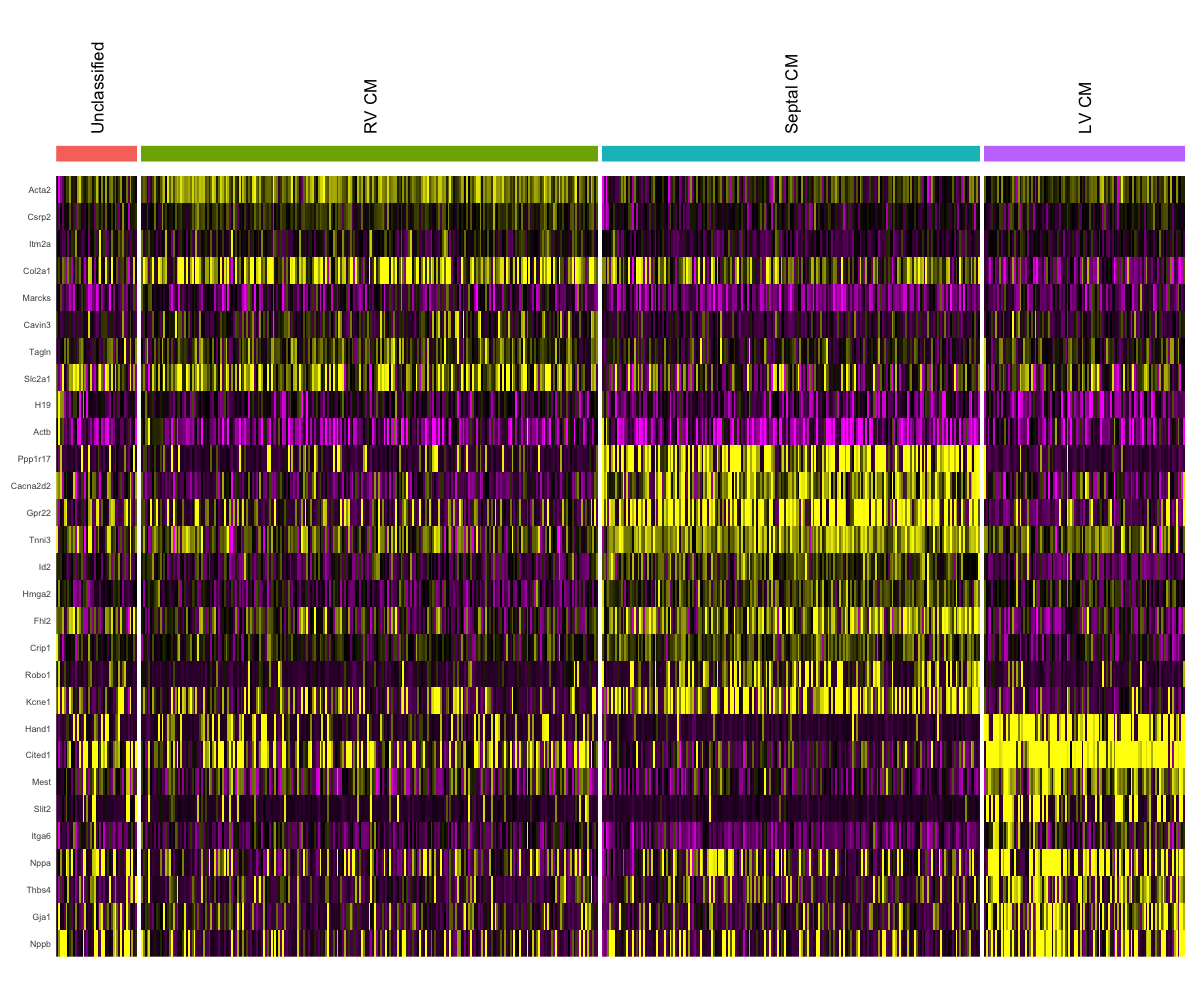 Unclassified
RV CM
Septal CM
LV CM
Acta2
Csrp2
Itm2a
Col2a1
Marcks
Cavin3
Tagln
Slc2a1
H19
Actb
Ppp1r17
Cacna2d2
Gpr22
Tnni3
Id2
Hmga2
Fhl2
Crip1
Robo1
Kcne1
Hand1
Cited1
Mest
Slit2
Itga6
Nppa
Thbs4
Gja1
Nppb